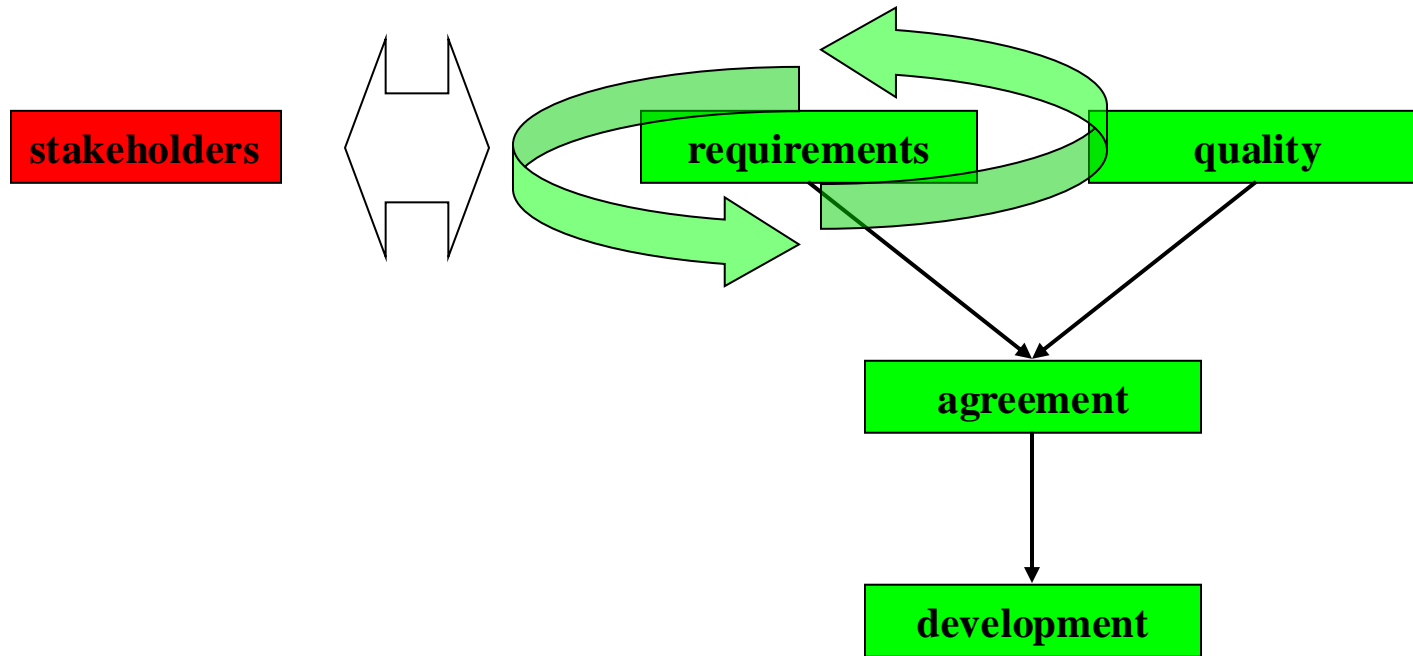 stakeholders
requirements
quality
agreement
development